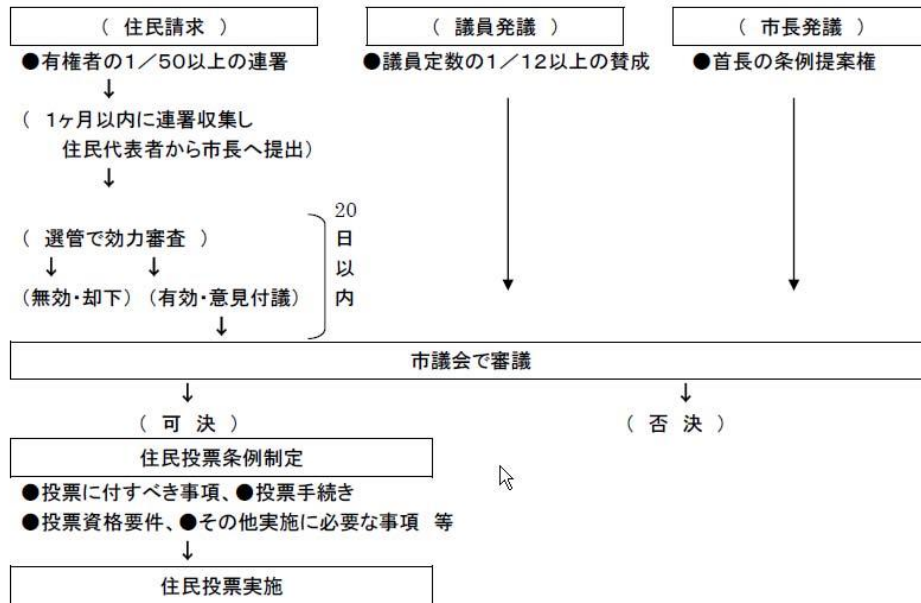 （ 住民請求 ）
（ 議員発議 ）
（ 市長発議 ）
●有権者の1／50以上の連署
●議員定数の1／12以上の賛成
●首長の条例提案権
↓
（ 1ヶ月以内に連署収集し
住民代表者から市長へ提出）
↓
20日以内
（ 選管で効力審査 ）
↓ ↓
（無効・却下） （有効・意見付議）
↓
市議会で審議
↓ ↓
（ 可 決 ）
（ 否 決 ）
住民投票条例制定
●投票に付すべき事項、●投票手続き
●投票資格要件、●その他実施に必要な事項 等
↓
住民投票実施